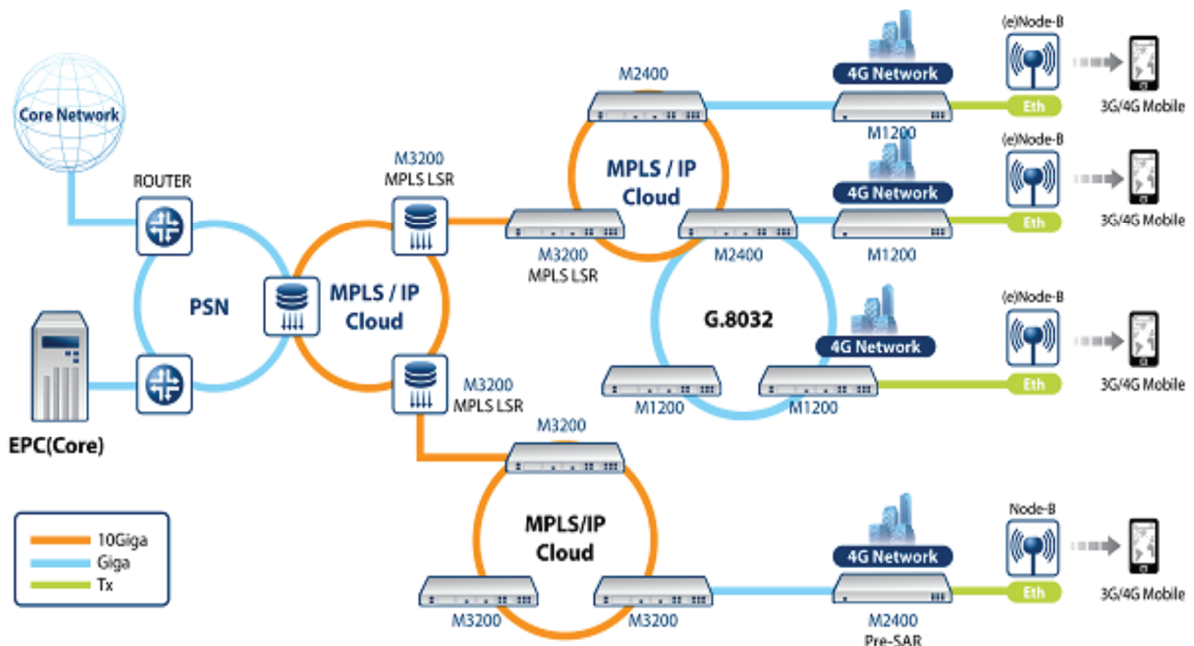 Core Network
ROUTER
PSN
EPC(Core)
M3200
MPLS LSR
MPLS / IP
Cloud
M3200
MPLS LSR
M2400
MPLS / IP
Cloud
M3200
MPLS LSR
M2400
G.8032
M1200
M1200
4G Network
4G Network
M1200
4G Network
M1200
(e)Node-B
Eth
3G/4G Mobile
(e)Node-B
Eth
3G/4G Mobile
(e)Node-B
Eth
3G/4G Mobile
M3200
MPLS/IP
Cloud
M3200
M3200
4G Network
M2400
Pre-SAR
Node-B
Eth
3G/4G Mobile
10Giga
Giga
Tx